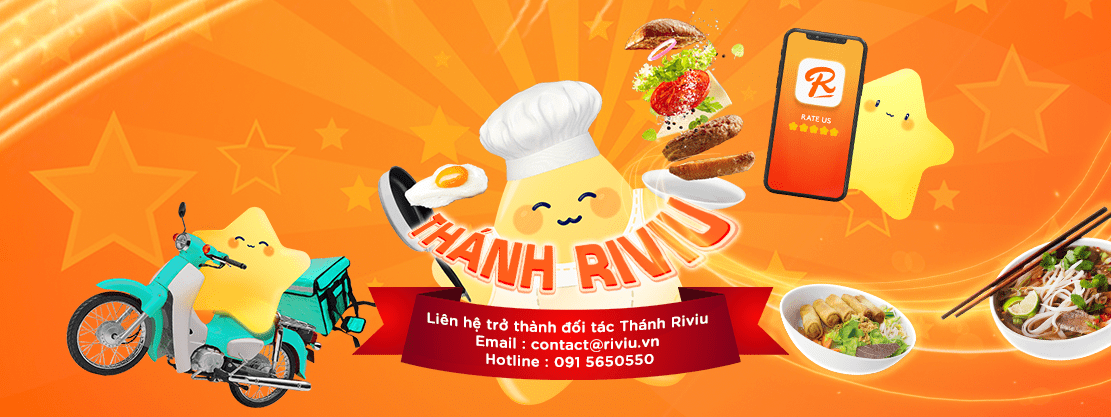 R
RATE US
THÁNH RIVIU
Liên hệ trở thành đối tác Thánh Riviu
Email : contact@riviu.vn
Hotline : 091 5650550